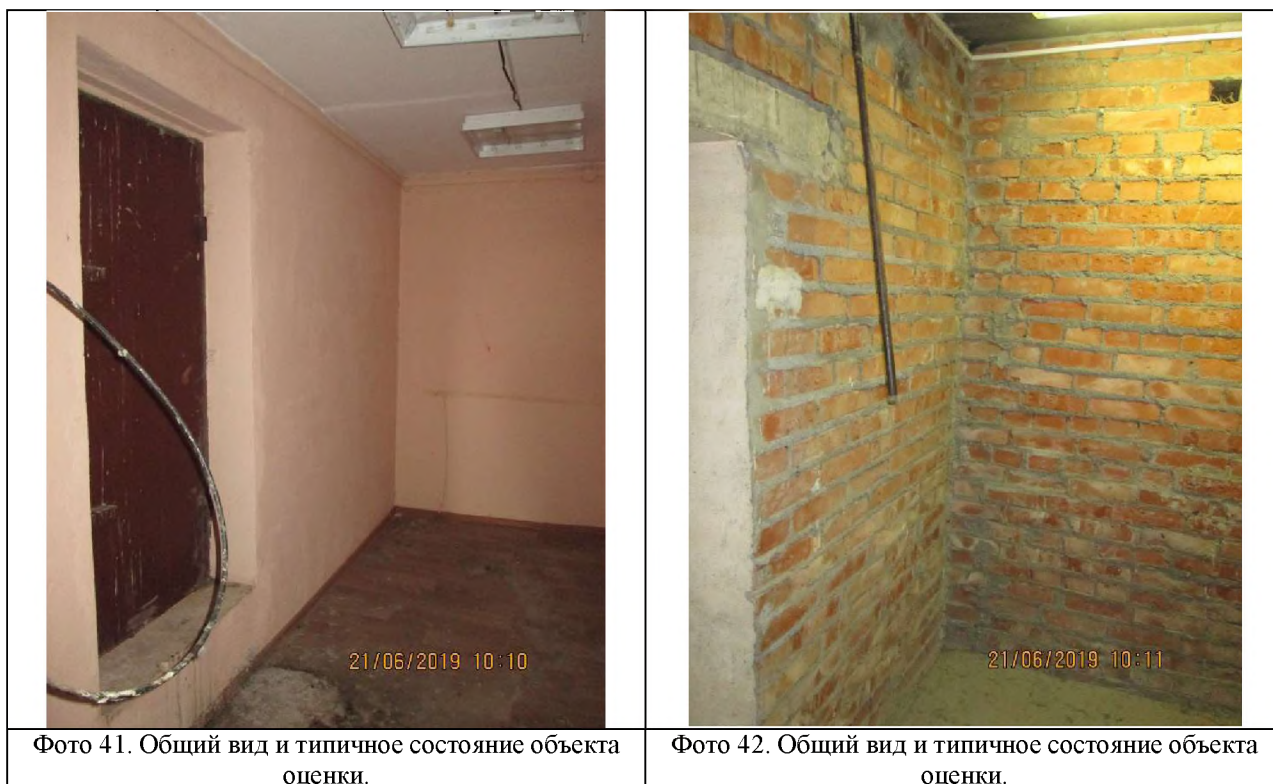 21/06/2019 10:10
21/06/2019 10:11
Фото 41. Общий вид и типичное состояние объекта
оценки.
Фото 42. Общий вид и типичное состояние объекта
оценки.